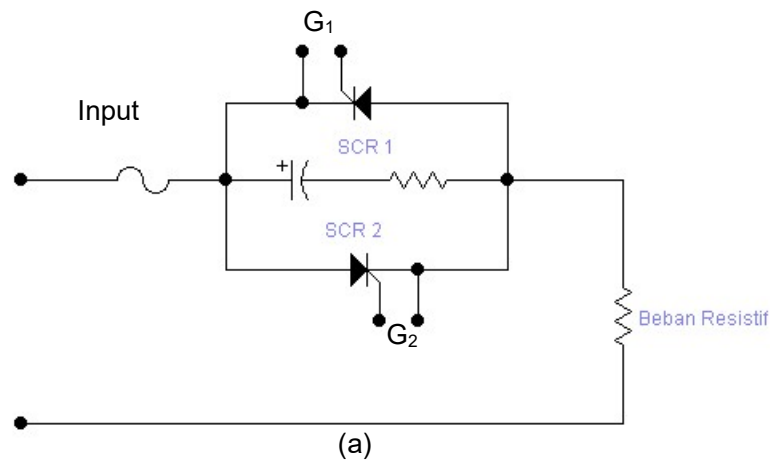 G₁
Input
SCR 1
+
SCR 2
G₂
Beban Resistif
(a)